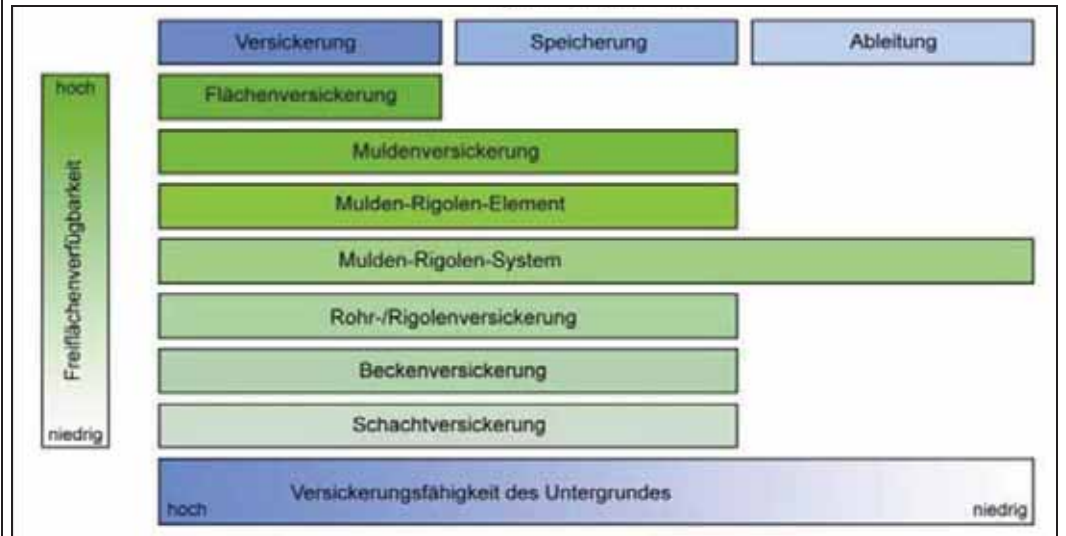 Versickerung Speicherung Ableitung
hoch
Flächenversickerung
Muldenversickerung
Mulden-Rigolen-Element
Freiflächenverfügbarkeit
Mulden-Rigolen-System
Rohr-/Rigolenversickerung
Beckenversickerung
Schachtversickerung
niedrig
Versickerungsfähigkeit des Untergrundes
hoch niedrig